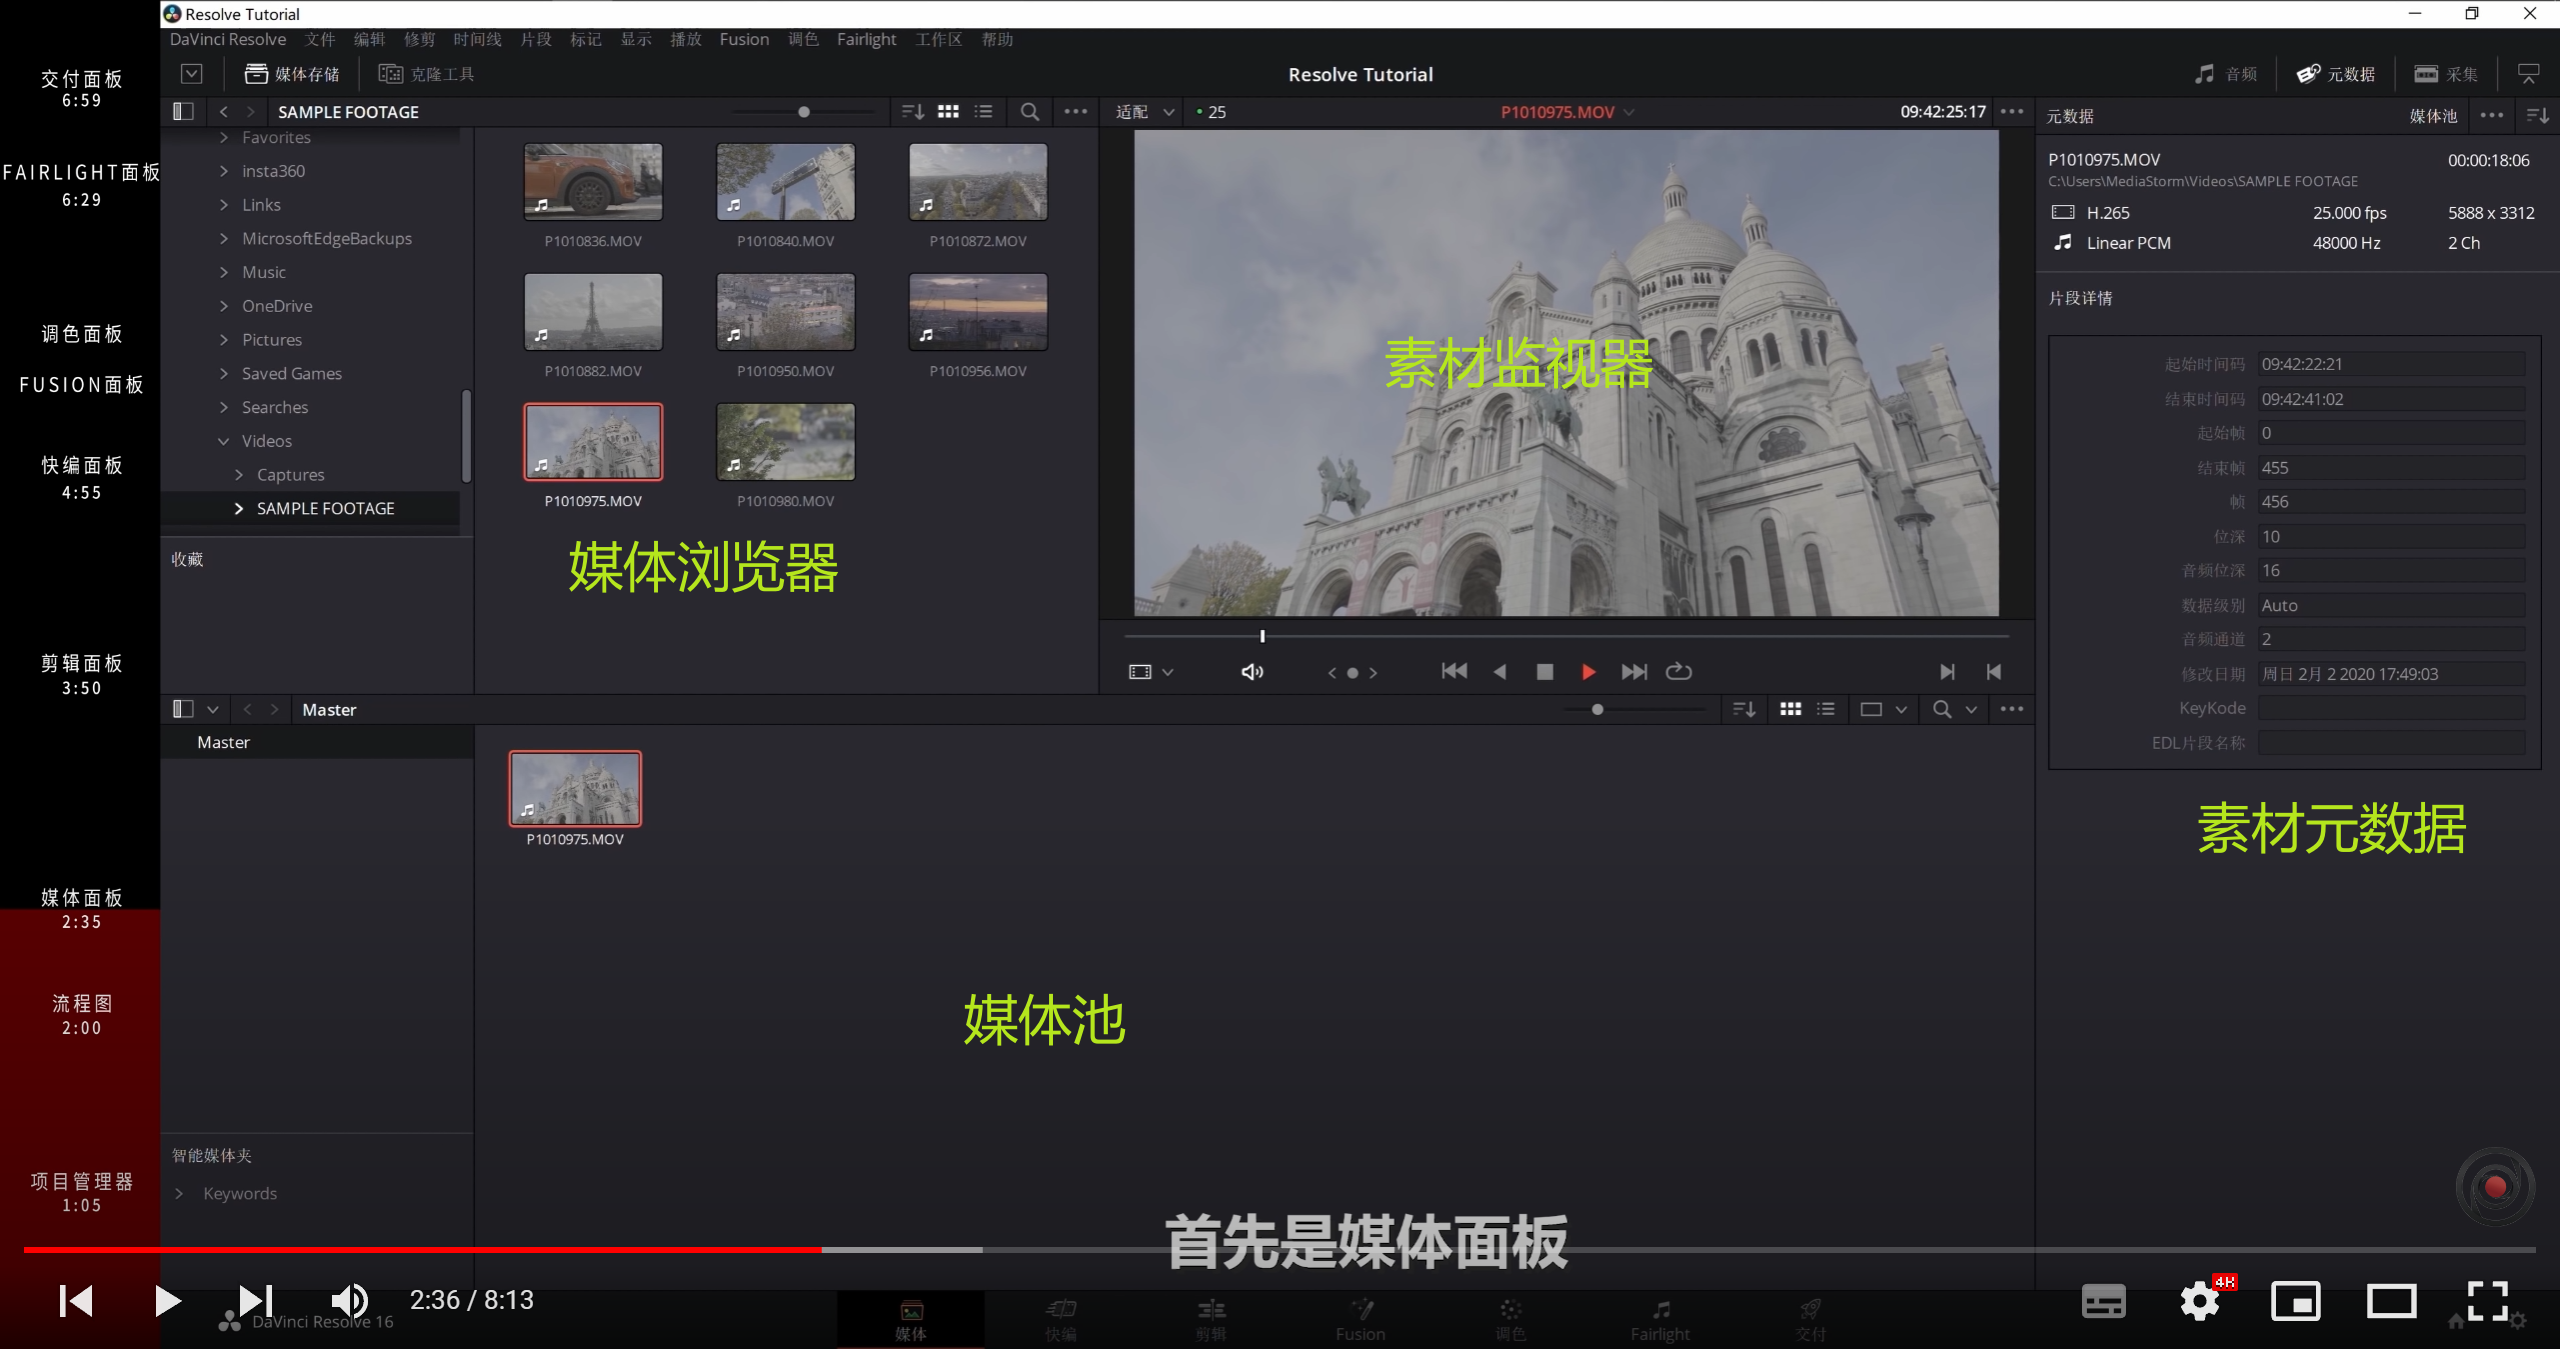 Resolve Tutorial
DaVinci Resolve 文件 编辑 修剪 时间线 片段 标记 显示 播放 Fusion 调色 Fairlight 工作区 帮助
媒体存储 克隆工具 Resolve Tutorial 音频 元数据 采集
交付面板
6:59
FAIRLIGHT面板
6:29
调色面板
FUSION面板
快编面板
4:55
剪辑面板
3:50
媒体面板
2:35
流程图
2:00
项目管理器
1:05
SAMPLE FOOTAGE
Favorites
insta360
Links
MicrosoftEdgeBackups
Music
OneDrive
Pictures
Saved Games
Searches
Videos
Captures
SAMPLE FOOTAGE
收藏
P1010836.MOV P1010840.MOV P1010872.MOV
P1010882.MOV P1010950.MOV P1010956.MOV
P1010975.MOV P1010980.MOV
媒体浏览器
适配 25 P1010975.MOV 09:42:25:17
素材监视器
元数据 媒体池
P1010975.MOV 00:00:18:06
C:\Users\MediaStorm\Videos\SAMPLE FOOTAGE
H.265 25.000 fps 5888 x 3312
Linear PCM 48000 Hz 2 Ch
片段详情
起始时间码 09:42:22:21
结束时间码 09:42:41:02
起始帧 0
结束帧 455
帧 456
位深 10
音频位深 16
数据级别 Auto
音频通道 2
修改日期 周日 2月 2 2020 17:49:03
KeyKode
EDL片段名称
素材元数据
Master
Master
P1010975.MOV
媒体池
智能媒体夹
Keywords
首先是媒体面板
2:36 / 8:13
4K
DaVinci Resolve 16
媒体 快编 剪辑 Fusion 调色 Fairlight 交付